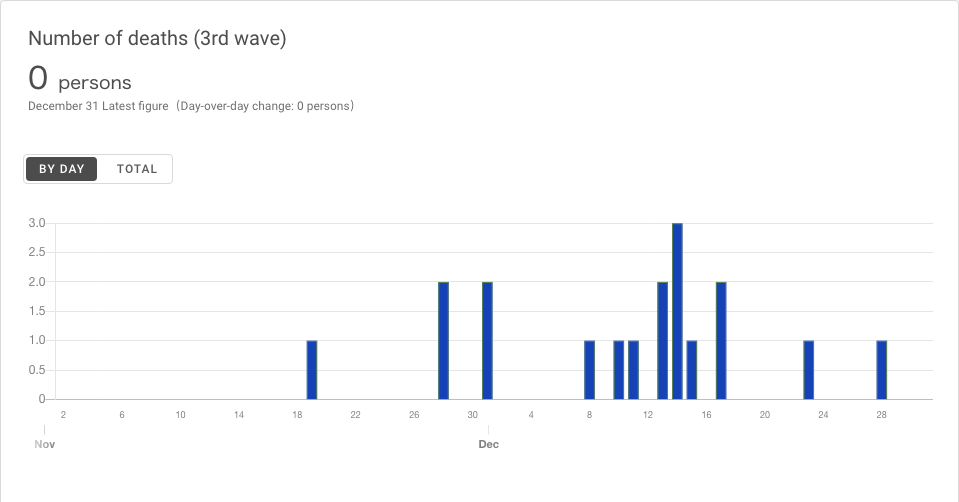 Number of deaths (3rd wave)
0 persons
December 31 Latest figure（Day-over-day change: 0 persons）
BY DAY TOTAL
3.0
2.5
2.0
1.5
1.0
0.5
0
2 6 10 14 18 22 26 30 4 8 12 16 20 24 28
Nov Dec